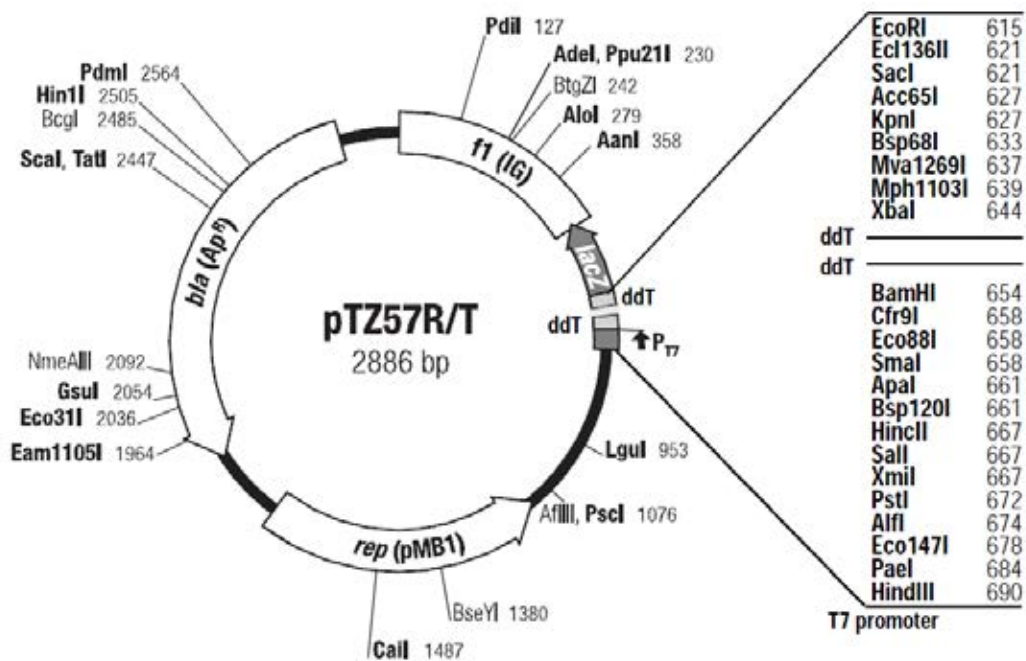 PdiI 127
AdeI, Ppu21I 230
BtgZI 242
AloI 279
AanI 358
PdmI 2564
Hin1I 2505
BcgI 2485
ScaI, TatI 2447
f1 (IG)
lacZ
bla (Ap^R)
ddT
ddT
P_T7
pTZ57R/T
2886 bp
NmeAIII 2092
GsuI 2054
Eco31I 2036
Eam1105I 1964
LguI 953
AflIII, PscI 1076
rep (pMB1)
BseYI 1380
CaiI 1487
EcoRI 615
Ecl136II 621
SacI 621
Acc65I 627
KpnI 627
Bsp68I 633
Mva1269I 637
Mph1103I 639
XbaI 644
ddT
ddT
BamHI 654
Cfr9I 658
Eco88I 658
SmaI 658
ApaI 661
Bsp120I 661
HincII 667
SalI 667
XmiI 667
PstI 672
AlfI 674
Eco147I 678
PaeI 684
HindIII 690
T7 promoter